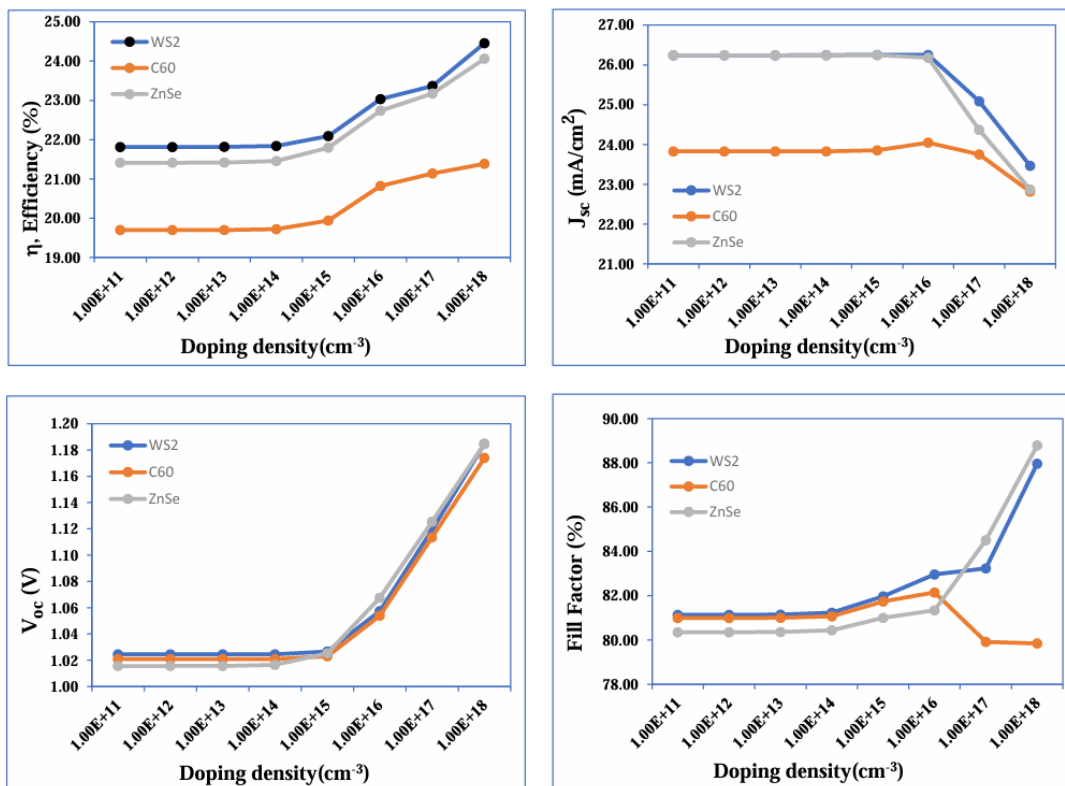 η, Efficiency (%)
25.00
24.00
23.00
22.00
21.00
20.00
19.00
WS2
C60
ZnSe
1.00E+11
1.00E+12
1.00E+13
1.00E+14
1.00E+15
1.00E+16
1.00E+17
1.00E+18
Doping density(cm⁻³)
J_sc (mA/cm²)
27.00
26.00
25.00
24.00
23.00
22.00
21.00
WS2
C60
ZnSe
1.00E+11
1.00E+12
1.00E+13
1.00E+14
1.00E+15
1.00E+16
1.00E+17
1.00E+18
Doping density(cm⁻³)
V_oc (V)
1.20
1.18
1.16
1.14
1.12
1.10
1.08
1.06
1.04
1.02
1.00
WS2
C60
ZnSe
1.00E+11
1.00E+12
1.00E+13
1.00E+14
1.00E+15
1.00E+16
1.00E+17
1.00E+18
Doping density(cm⁻³)
Fill Factor (%)
90.00
88.00
86.00
84.00
82.00
80.00
78.00
WS2
C60
ZnSe
1.00E+11
1.00E+12
1.00E+13
1.00E+14
1.00E+15
1.00E+16
1.00E+17
1.00E+18
Doping density(cm⁻³)